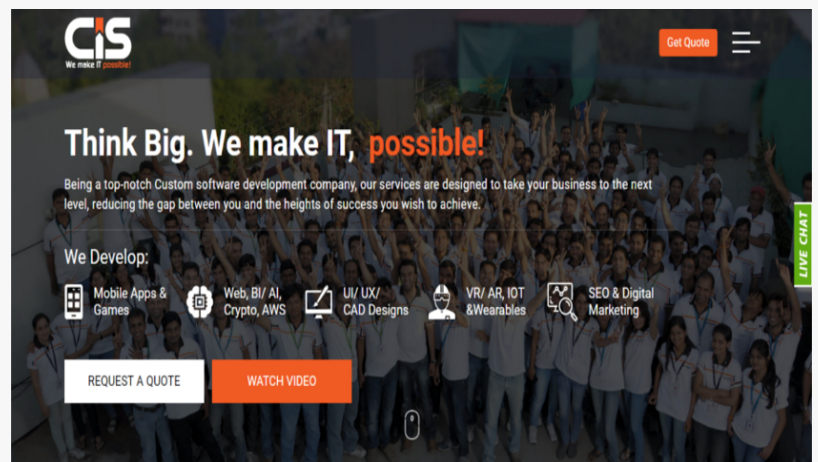 CiS
We make IT possible!
Get Quote
Think Big. We make IT, possible!
Being a top-notch Custom software development company, our services are designed to take your business to the next
level, reducing the gap between you and the heights of success you wish to achieve.
We Develop:
Mobile Apps &
Games
Web, BI/ AI,
Crypto, AWS
UI/ UX/
CAD Designs
VR/ AR, IOT
&Wearables
SEO & Digital
Marketing
REQUEST A QUOTE
WATCH VIDEO
LIVE CHAT